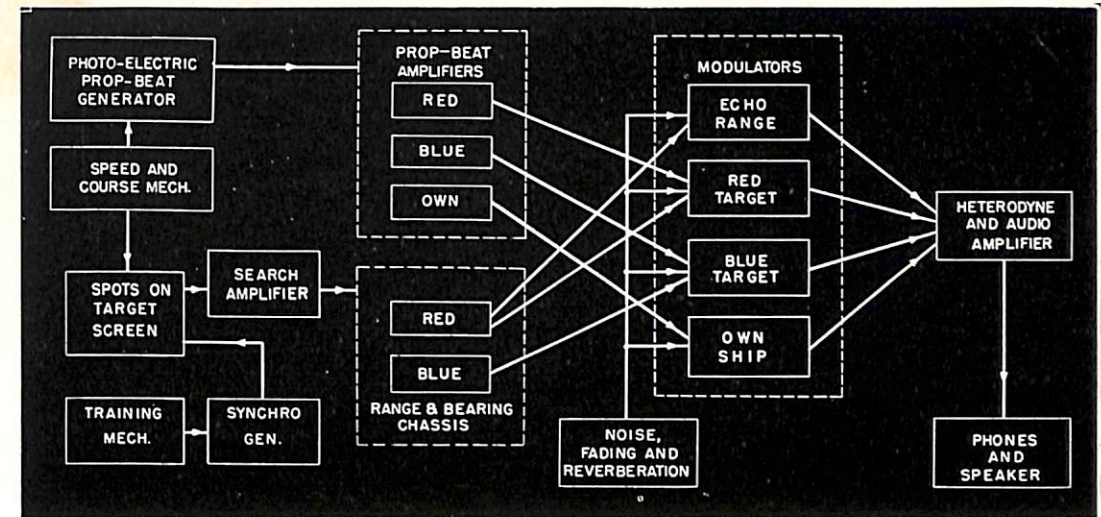 PHOTO-ELECTRIC
PROP-BEAT
GENERATOR
SPEED AND
COURSE MECH.
SPOTS ON
TARGET
SCREEN
SEARCH
AMPLIFIER
TRAINING
MECH.
SYNCHRO
GEN.
PROP-BEAT
AMPLIFIERS
RED
BLUE
OWN
RED
BLUE
RANGE & BEARING
CHASSIS
MODULATORS
ECHO
RANGE
RED
TARGET
BLUE
TARGET
OWN
SHIP
NOISE,
FADING AND
REVERBERATION
HETERODYNE
AND AUDIO
AMPLIFIER
PHONES
AND
SPEAKER